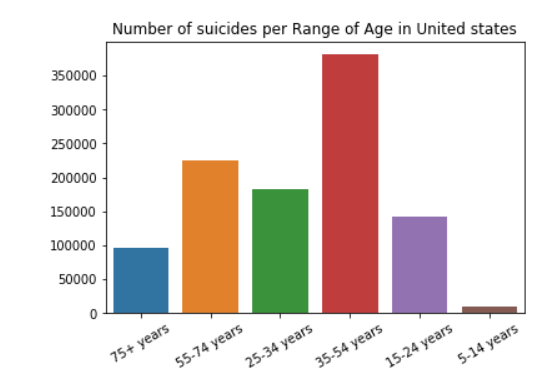 Number of suicides per Range of Age in United states
350000
300000
250000
200000
150000
100000
50000
0
75+ years
55-74 years
25-34 years
35-54 years
15-24 years
5-14 years